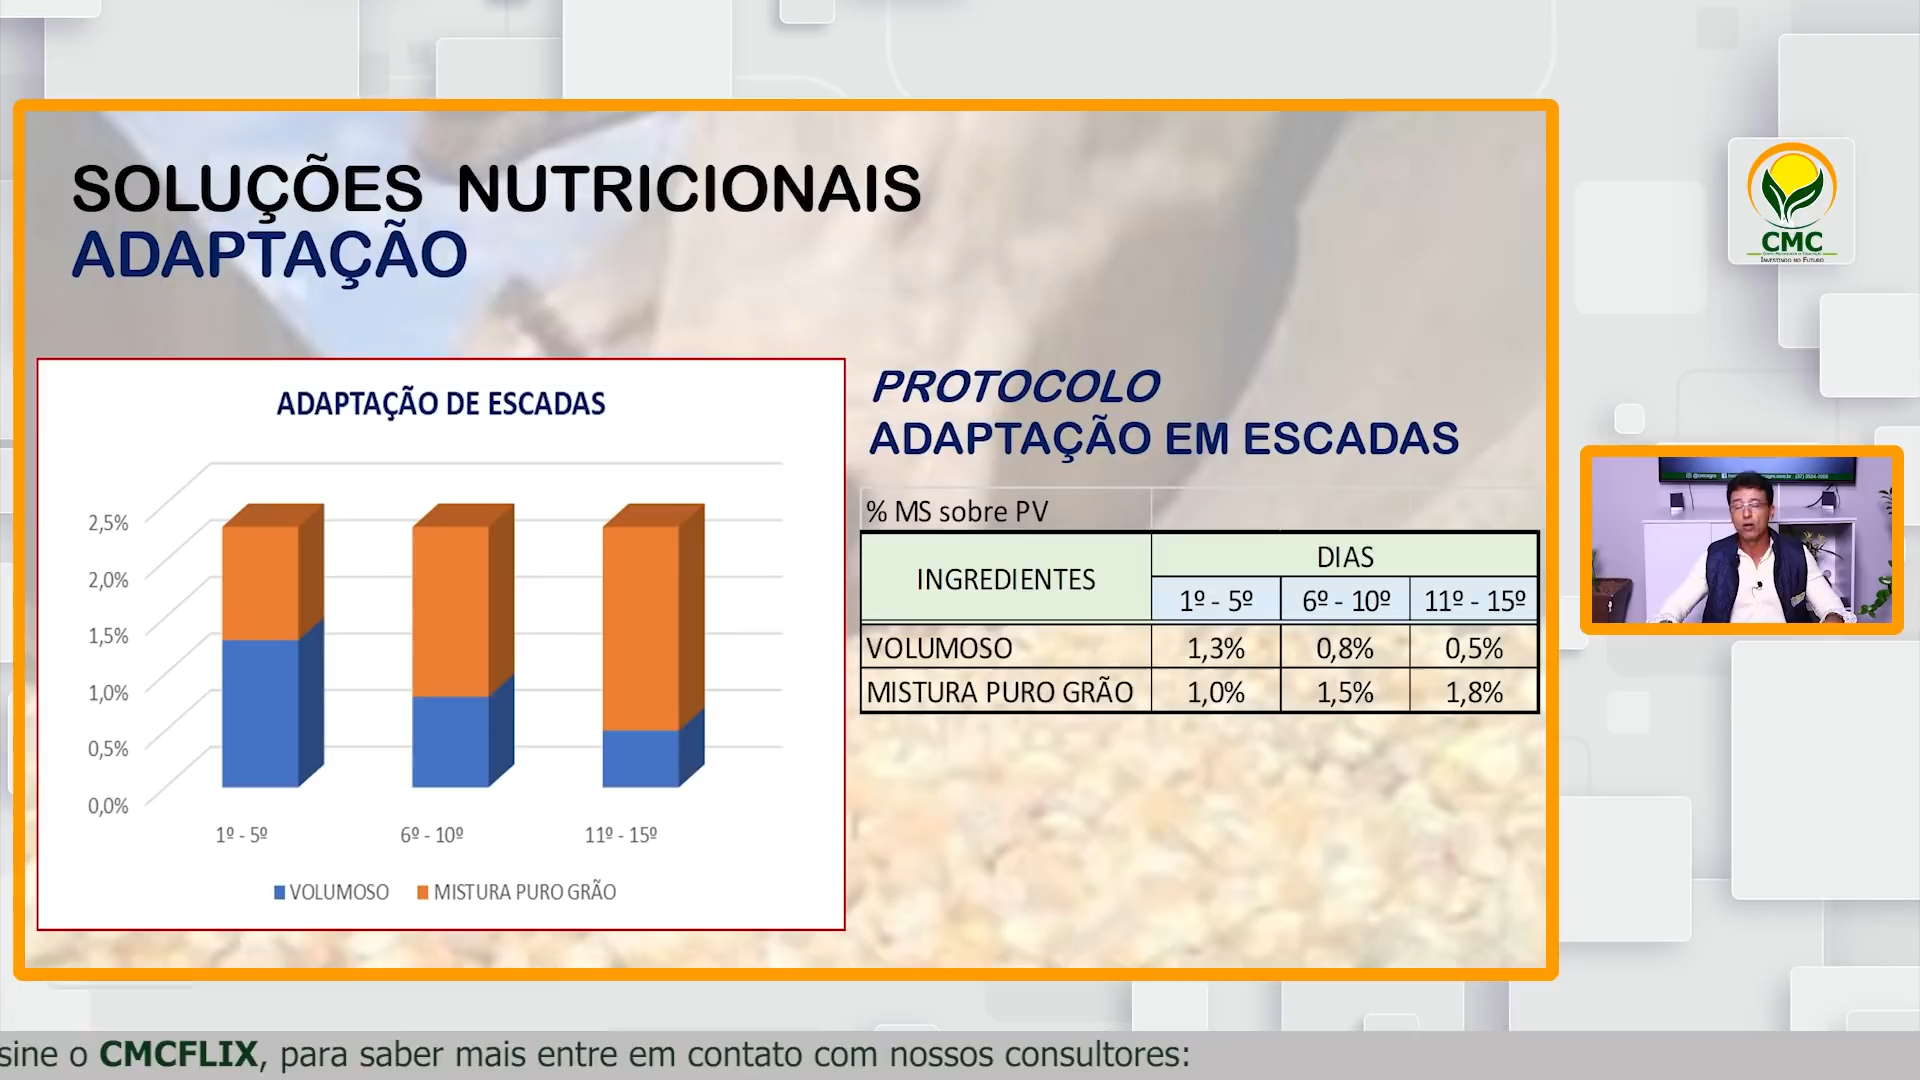 SOLUÇÕES NUTRICIONAIS
ADAPTAÇÃO
ADAPTAÇÃO DE ESCADAS
2,5%
2,0%
1,5%
1,0%
0,5%
0,0%
1º - 5º
6º - 10º
11º - 15º
VOLUMOSO
MISTURA PURO GRÃO
PROTOCOLO
ADAPTAÇÃO EM ESCADAS
% MS sobre PV
INGREDIENTES
DIAS
1º - 5º
6º - 10º
11º - 15º
VOLUMOSO 1,3% 0,8% 0,5%
MISTURA PURO GRÃO 1,0% 1,5% 1,8%
CMC
INVESTINDO NO FUTURO
sine o CMCFLIX, para saber mais entre em contato com nossos consultores: